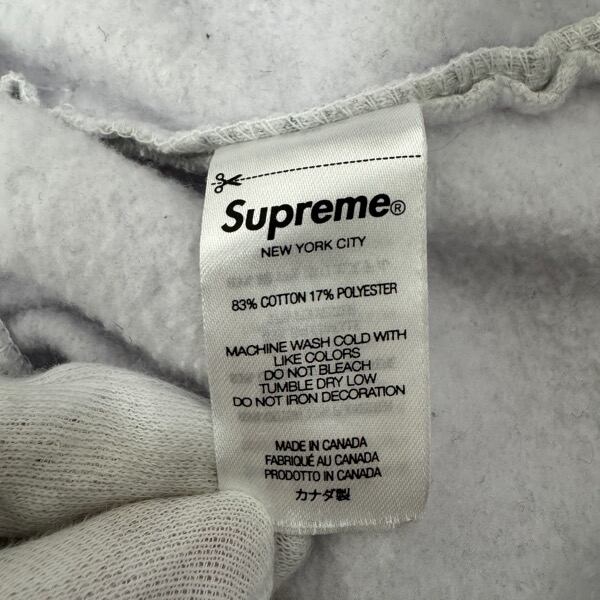 Supreme®
NEW YORK CITY
83% COTTON 17% POLYESTER
MACHINE WASH COLD WITH
LIKE COLORS
DO NOT BLEACH
TUMBLE DRY LOW
DO NOT IRON DECORATION
MADE IN CANADA
FABRIQUÉ AU CANADA
PRODOTTO IN CANADA
カナダ製